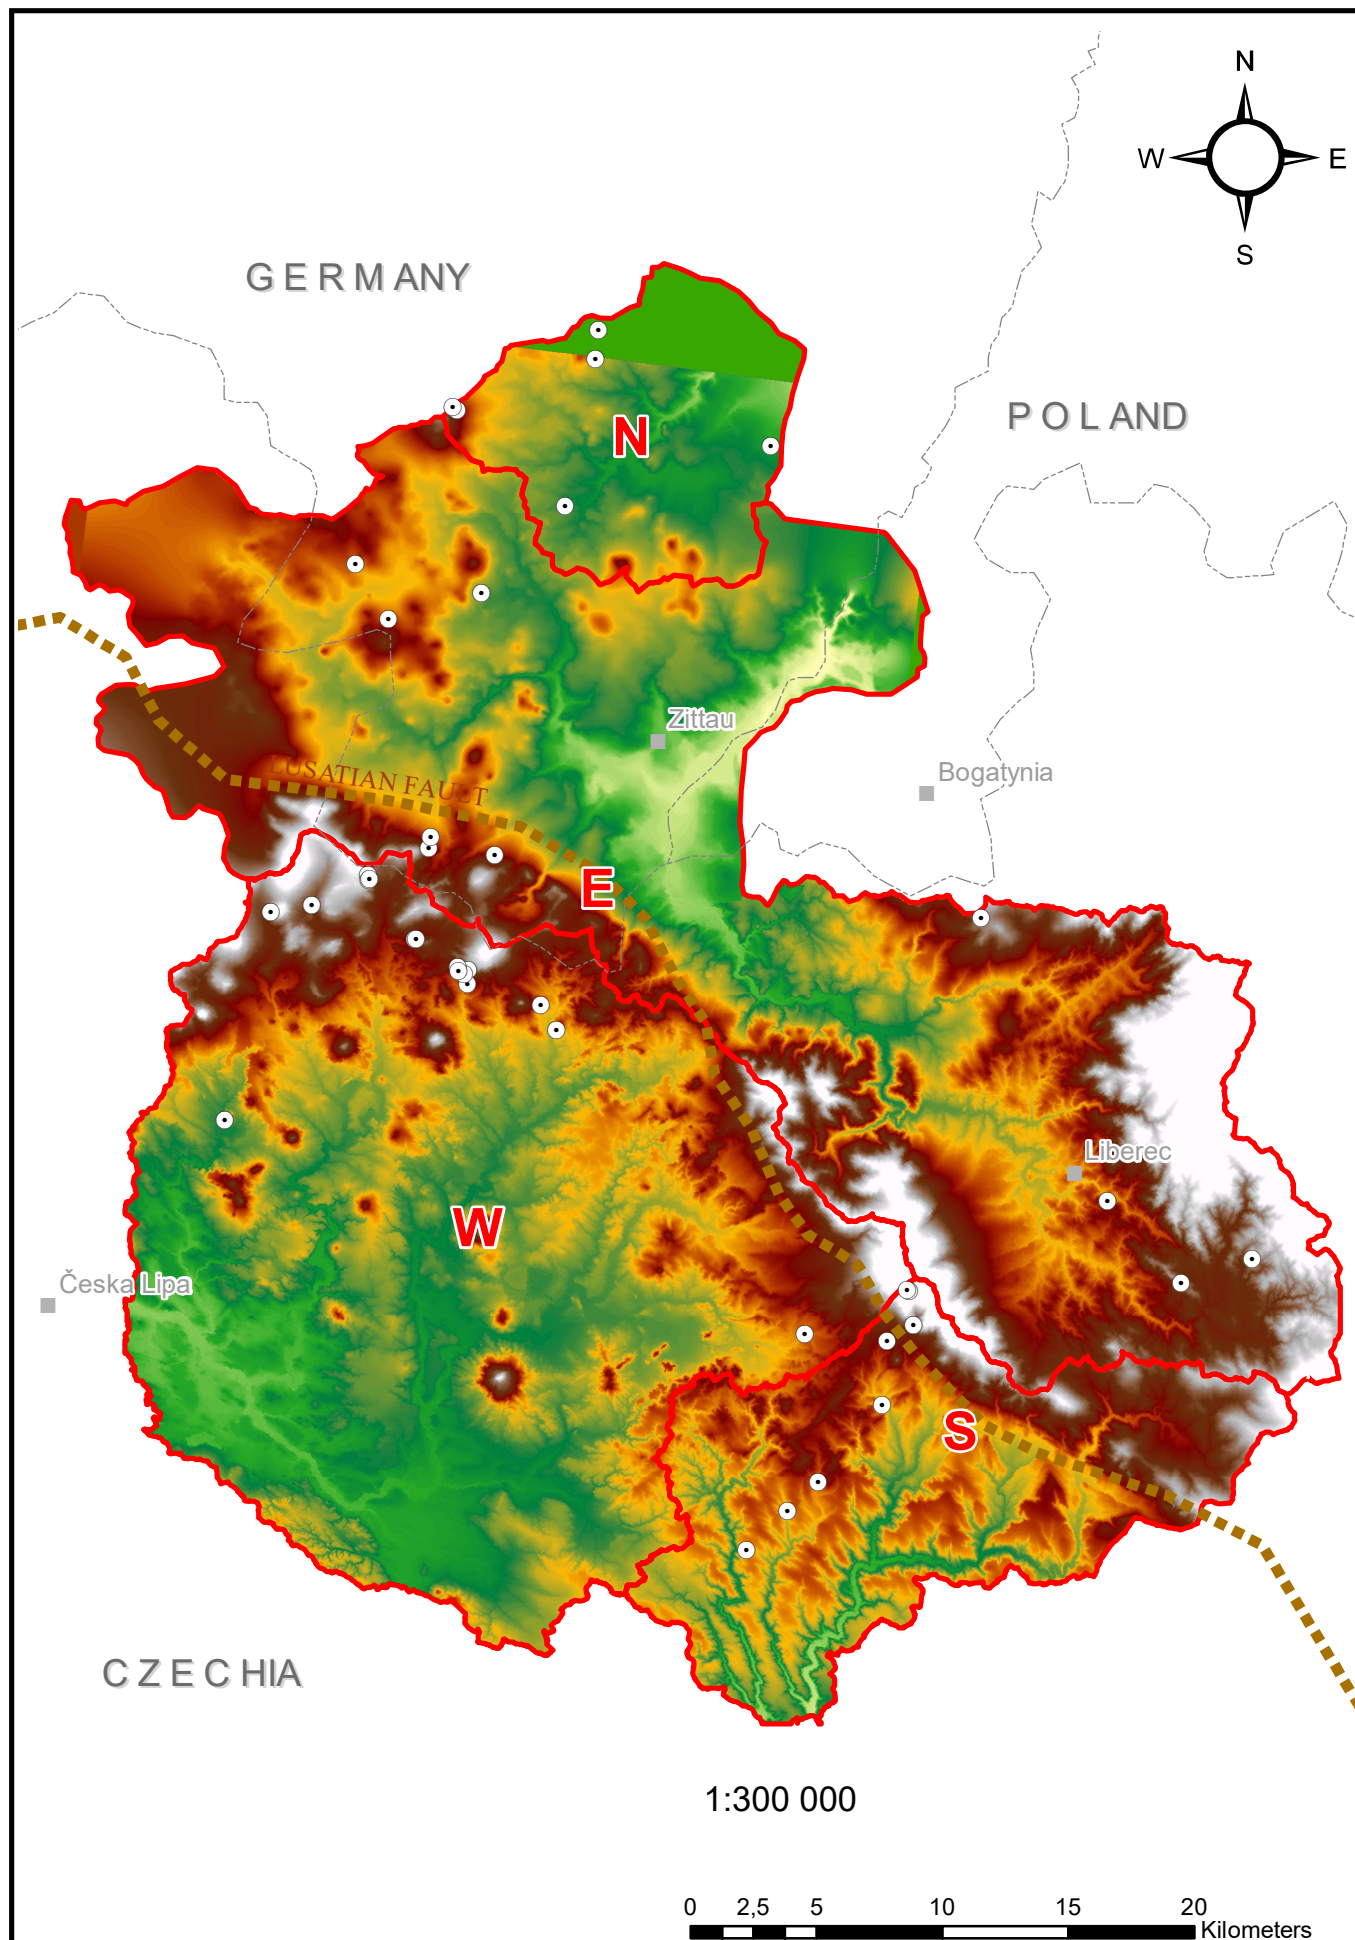 N
W E
S
GERMANY
POLAND
N
Zittau
Bogatynia
LUSATIAN FAULT
E
Liberec
W
Česka Lipa
S
CZECHIA
1:300 000
0 2,5 5 10 15 20
Kilometers